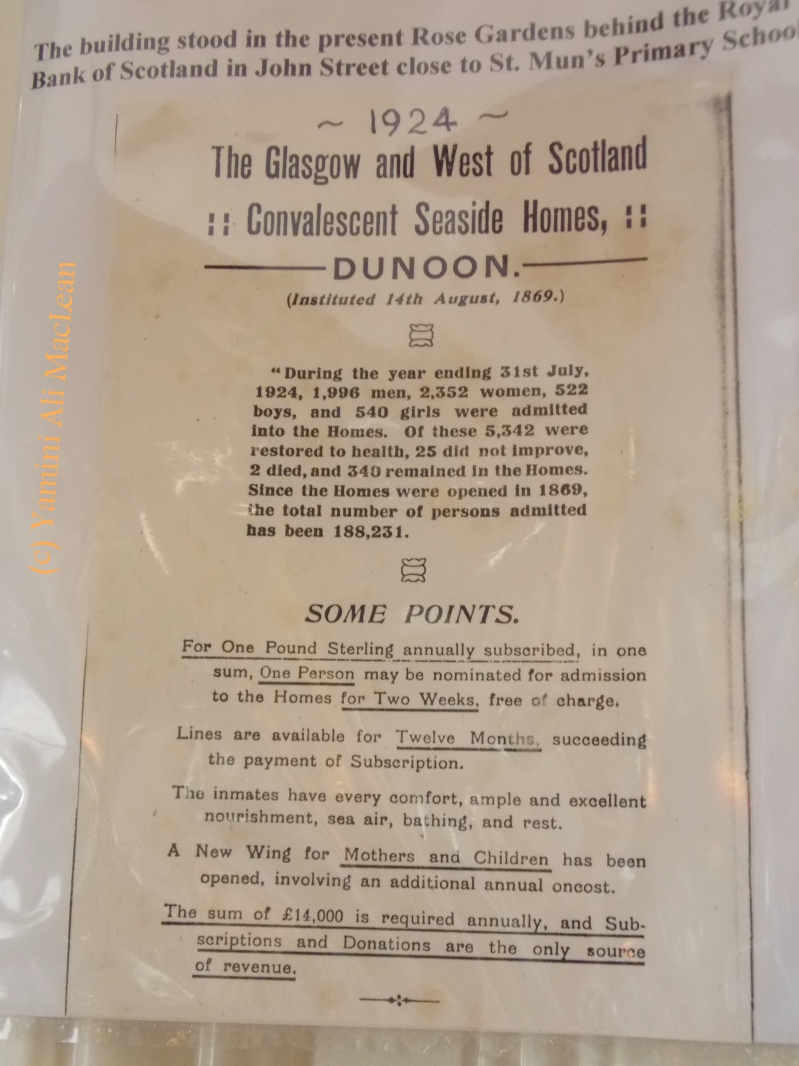 The building stood in the present Rose Gardens behind the Royal
Bank of Scotland in John Street close to St. Mun's Primary School
~ 1924 ~
The Glasgow and West of Scotland
:: Convalescent Seaside Homes, ::
DUNOON.
(Instituted 14th August, 1869.)
"During the year ending 31st July,
1924, 1,996 men, 2,352 women, 522
boys, and 540 girls were admitted
into the Homes. Of these 5,342 were
restored to health, 25 did not improve,
2 died, and 340 remained in the Homes.
Since the Homes were opened in 1869,
the total number of persons admitted
has been 188,231.
SOME POINTS.
For One Pound Sterling annually subscribed, in one
sum, One Person may be nominated for admission
to the Homes for Two Weeks, free of charge.
Lines are available for Twelve Months, succeeding
the payment of Subscription.
The inmates have every comfort, ample and excellent
nourishment, sea air, bathing, and rest.
A New Wing for Mothers and Children has been
opened, involving an additional annual oncost.
The sum of £14,000 is required annually, and Sub-
scriptions and Donations are the only source
of revenue.
(c) Yamini Ali MacLean